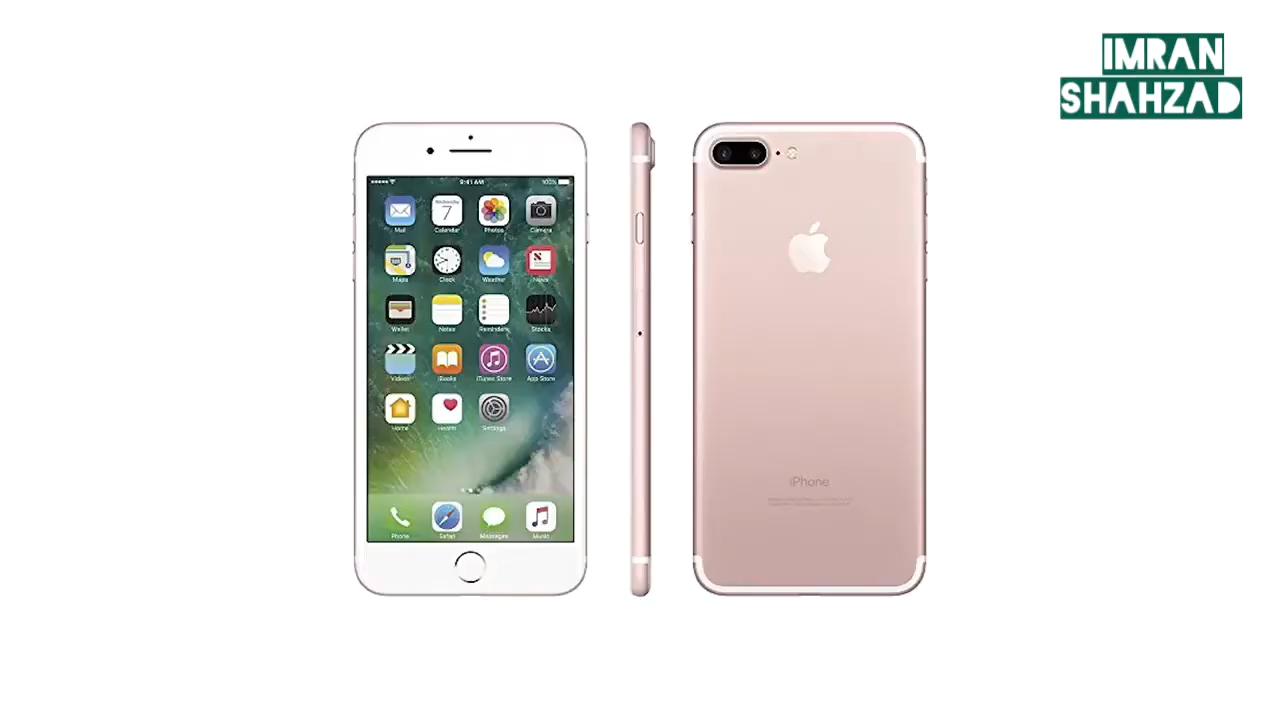 IMRAN
SHAHZAD
9:41 AM
100%
Wednesday
7
Mail
Calendar
Photos
Camera
Maps
Clock
Weather
News
Wallet
Notes
Reminders
Stocks
Videos
iBooks
iTunes Store
App Store
Home
Health
Settings
Phone
Safari
Messages
Music
iPhone